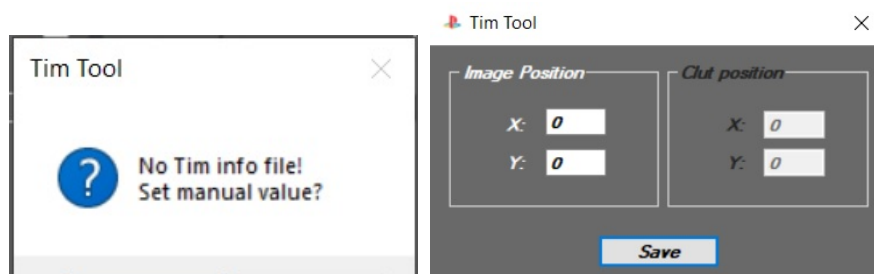 Tim Tool
No Tim info file!
Set manual value?
Tim Tool
Image Position
X: 0
Y: 0
Clut position
X: 0
Y: 0
Save